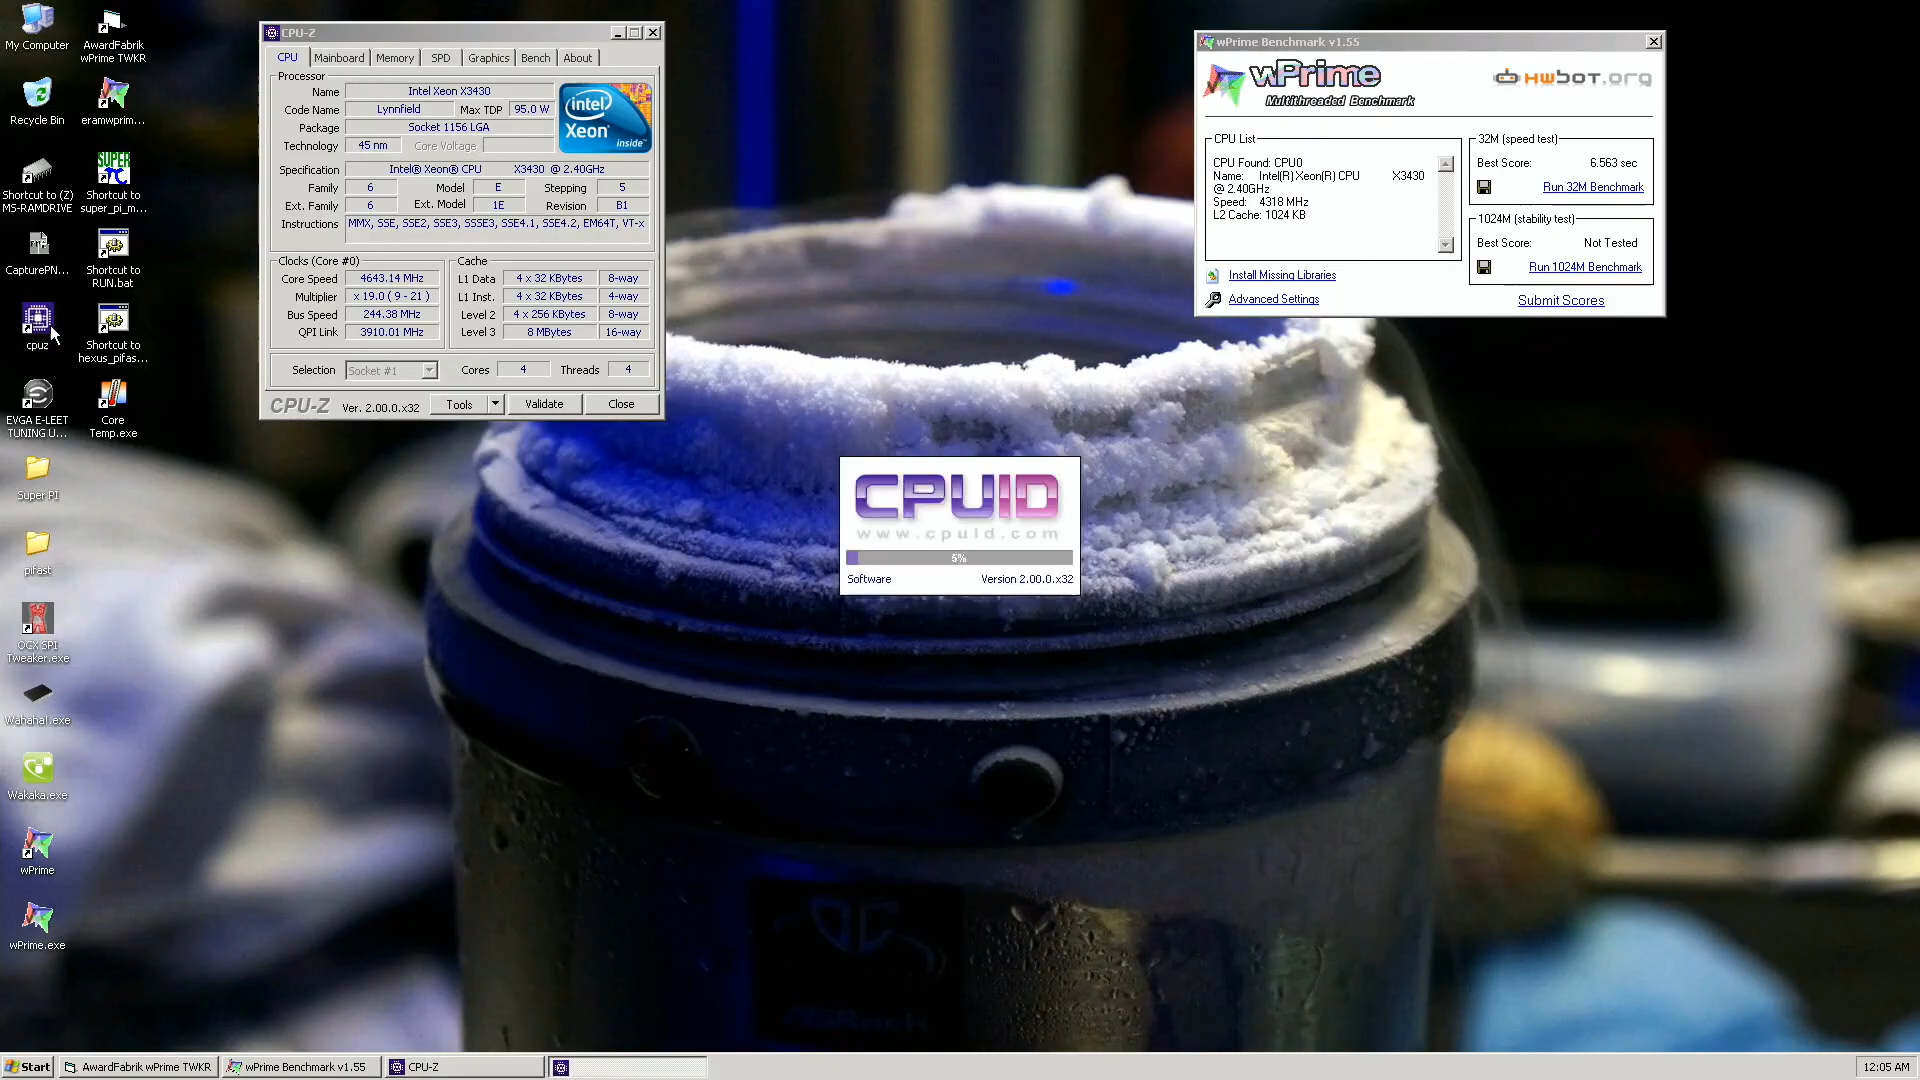 My Computer
AwardFabrik
wPrime TWKR
Recycle Bin
eramwprim...
Shortcut to (Z)
MS-RAMDRIVE
Shortcut to
super_pi_m...
CapturePN...
Shortcut to
RUN.bat
cpuz
Shortcut to
hexus_pifas...
EVGA E-LEET
TUNING U...
Core
Temp.exe
Super PI
pifast
OCX SPI
Tweaker.exe
Wahaha!.exe
Wakaka.exe
wPrime
wPrime.exe
SUPER
CPU-Z
CPU Mainboard Memory SPD Graphics Bench About
Processor
Name Intel Xeon X3430
Code Name Lynnfield Max TDP 95.0 W
Package Socket 1156 LGA
Technology 45 nm Core Voltage
intel
Xeon
inside™
Specification Intel® Xeon® CPU X3430 @ 2.40GHz
Family 6 Model E Stepping 5
Ext. Family 6 Ext. Model 1E Revision B1
Instructions MMX, SSE, SSE2, SSE3, SSSE3, SSE4.1, SSE4.2, EM64T, VT-x
Clocks (Core #0)
Core Speed 4643.14 MHz
Multiplier x 19.0 ( 9 - 21 )
Bus Speed 244.38 MHz
QPI Link 3910.01 MHz
Cache
L1 Data 4 x 32 KBytes 8-way
L1 Inst. 4 x 32 KBytes 4-way
Level 2 4 x 256 KBytes 8-way
Level 3 8 MBytes 16-way
Selection Socket #1 Cores 4 Threads 4
CPU-Z Ver. 2.00.0.x32 Tools Validate Close
CPUID
www.cpuid.com
5%
Software Version 2.00.0.x32
wPrime Benchmark v1.55
wPrime
Multithreaded Benchmark
HWBOT.ORG
CPU List
CPU Found: CPU0
Name: Intel(R) Xeon(R) CPU X3430
@ 2.40GHz
Speed: 4318 MHz
L2 Cache: 1024 KB
Install Missing Libraries
Advanced Settings
32M (speed test)
Best Score: 6.563 sec
Run 32M Benchmark
1024M (stability test)
Best Score: Not Tested
Run 1024M Benchmark
Submit Scores
Start AwardFabrik wPrime TWKR wPrime Benchmark v1.55 CPU-Z 12:05 AM